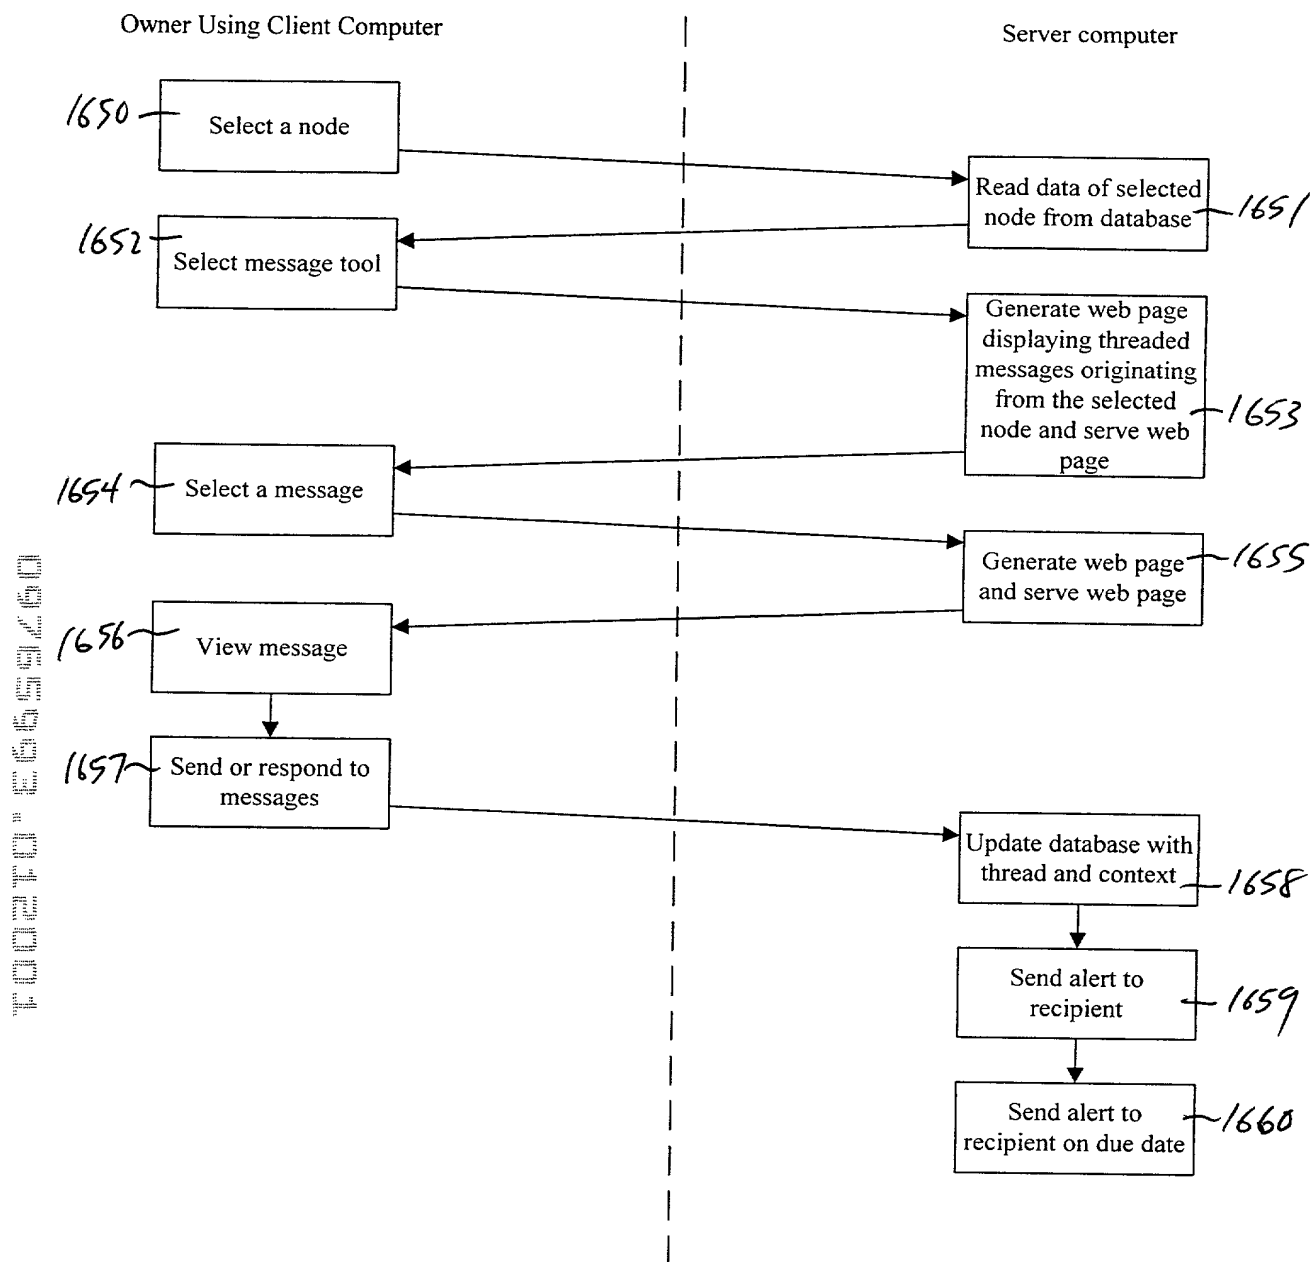 Owner Using Client Computer
Server computer
1650
Select a node
Read data of selected
node from database
1651
1652
Select message tool
Generate web page
displaying threaded
messages originating
from the selected
node and serve web
page
1653
1654
Select a message
Generate web page
and serve web page
1655
1656
View message
1657
Send or respond to
messages
Update database with
thread and context
1658
Send alert to
recipient
1659
Send alert to
recipient on due date
1660